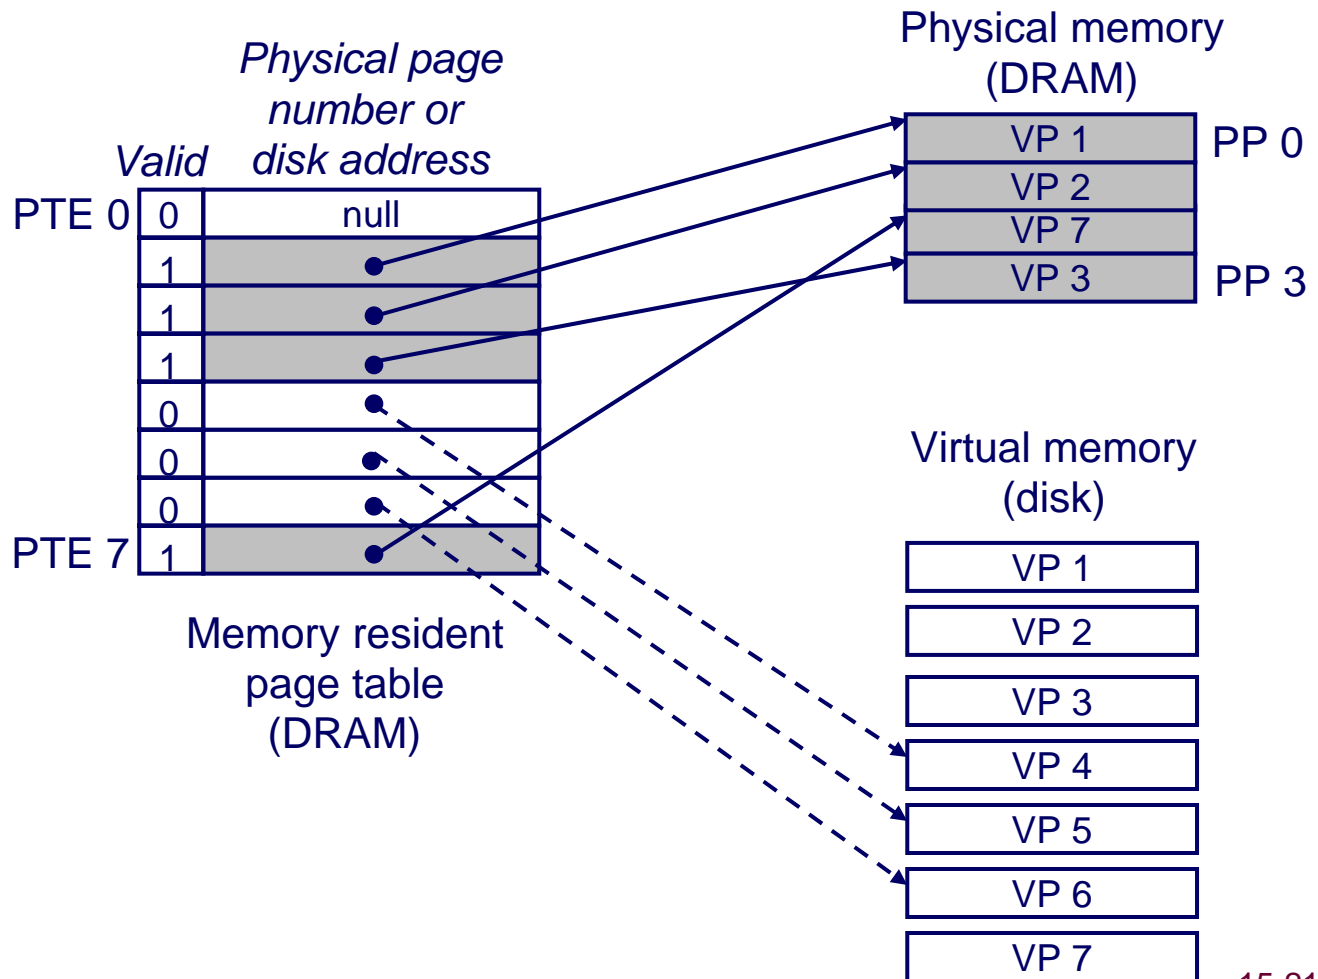 Physical page
number or
disk address
Valid
PTE 0
0
null
1
1
1
0
0
0
PTE 7
1
Memory resident
page table
(DRAM)
Physical memory
(DRAM)
VP 1
PP 0
VP 2
VP 7
VP 3
PP 3
Virtual memory
(disk)
VP 1
VP 2
VP 3
VP 4
VP 5
VP 6
VP 7